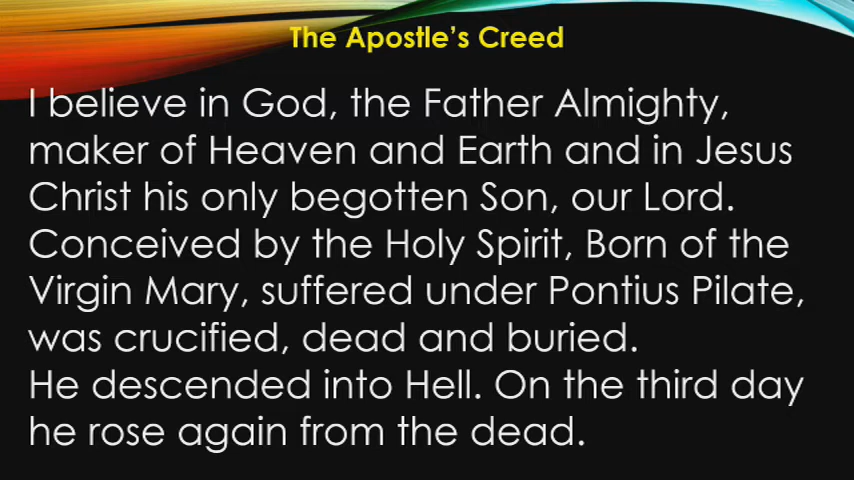 The Apostle’s Creed
I believe in God, the Father Almighty,
maker of Heaven and Earth and in Jesus
Christ his only begotten Son, our Lord.
Conceived by the Holy Spirit, Born of the
Virgin Mary, suffered under Pontius Pilate,
was crucified, dead and buried.
He descended into Hell. On the third day
he rose again from the dead.